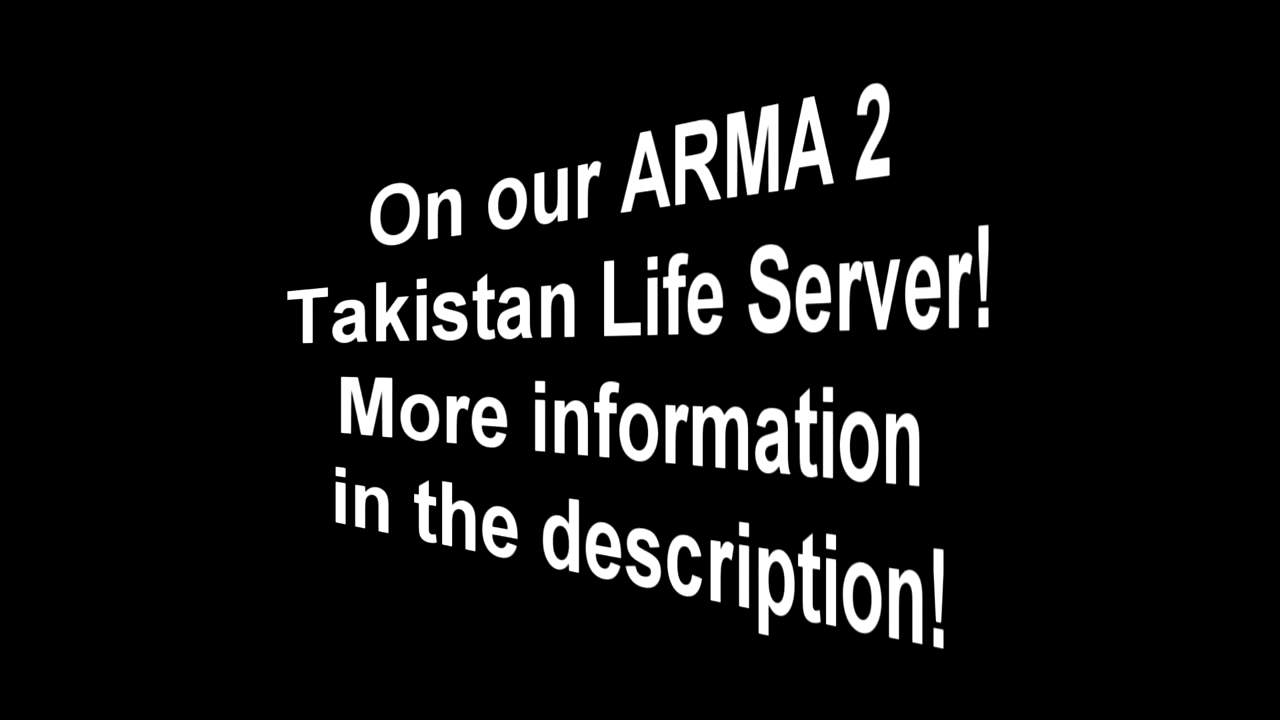 On our ARMA 2
Takistan Life Server!
More information
in the description!